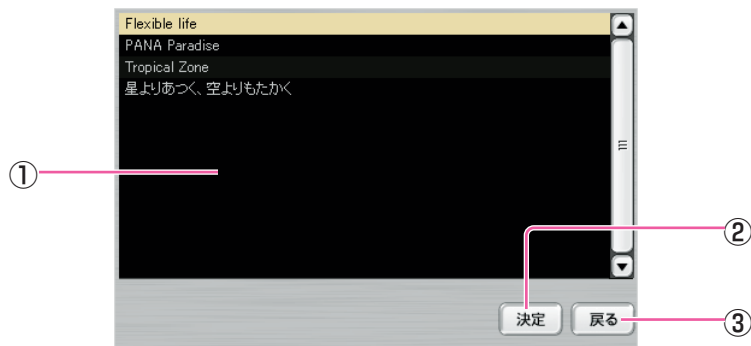 Flexible life
PANA Paradise
Tropical Zone
星よりあつく、空よりもたかく
①
②
決定
戻る
③